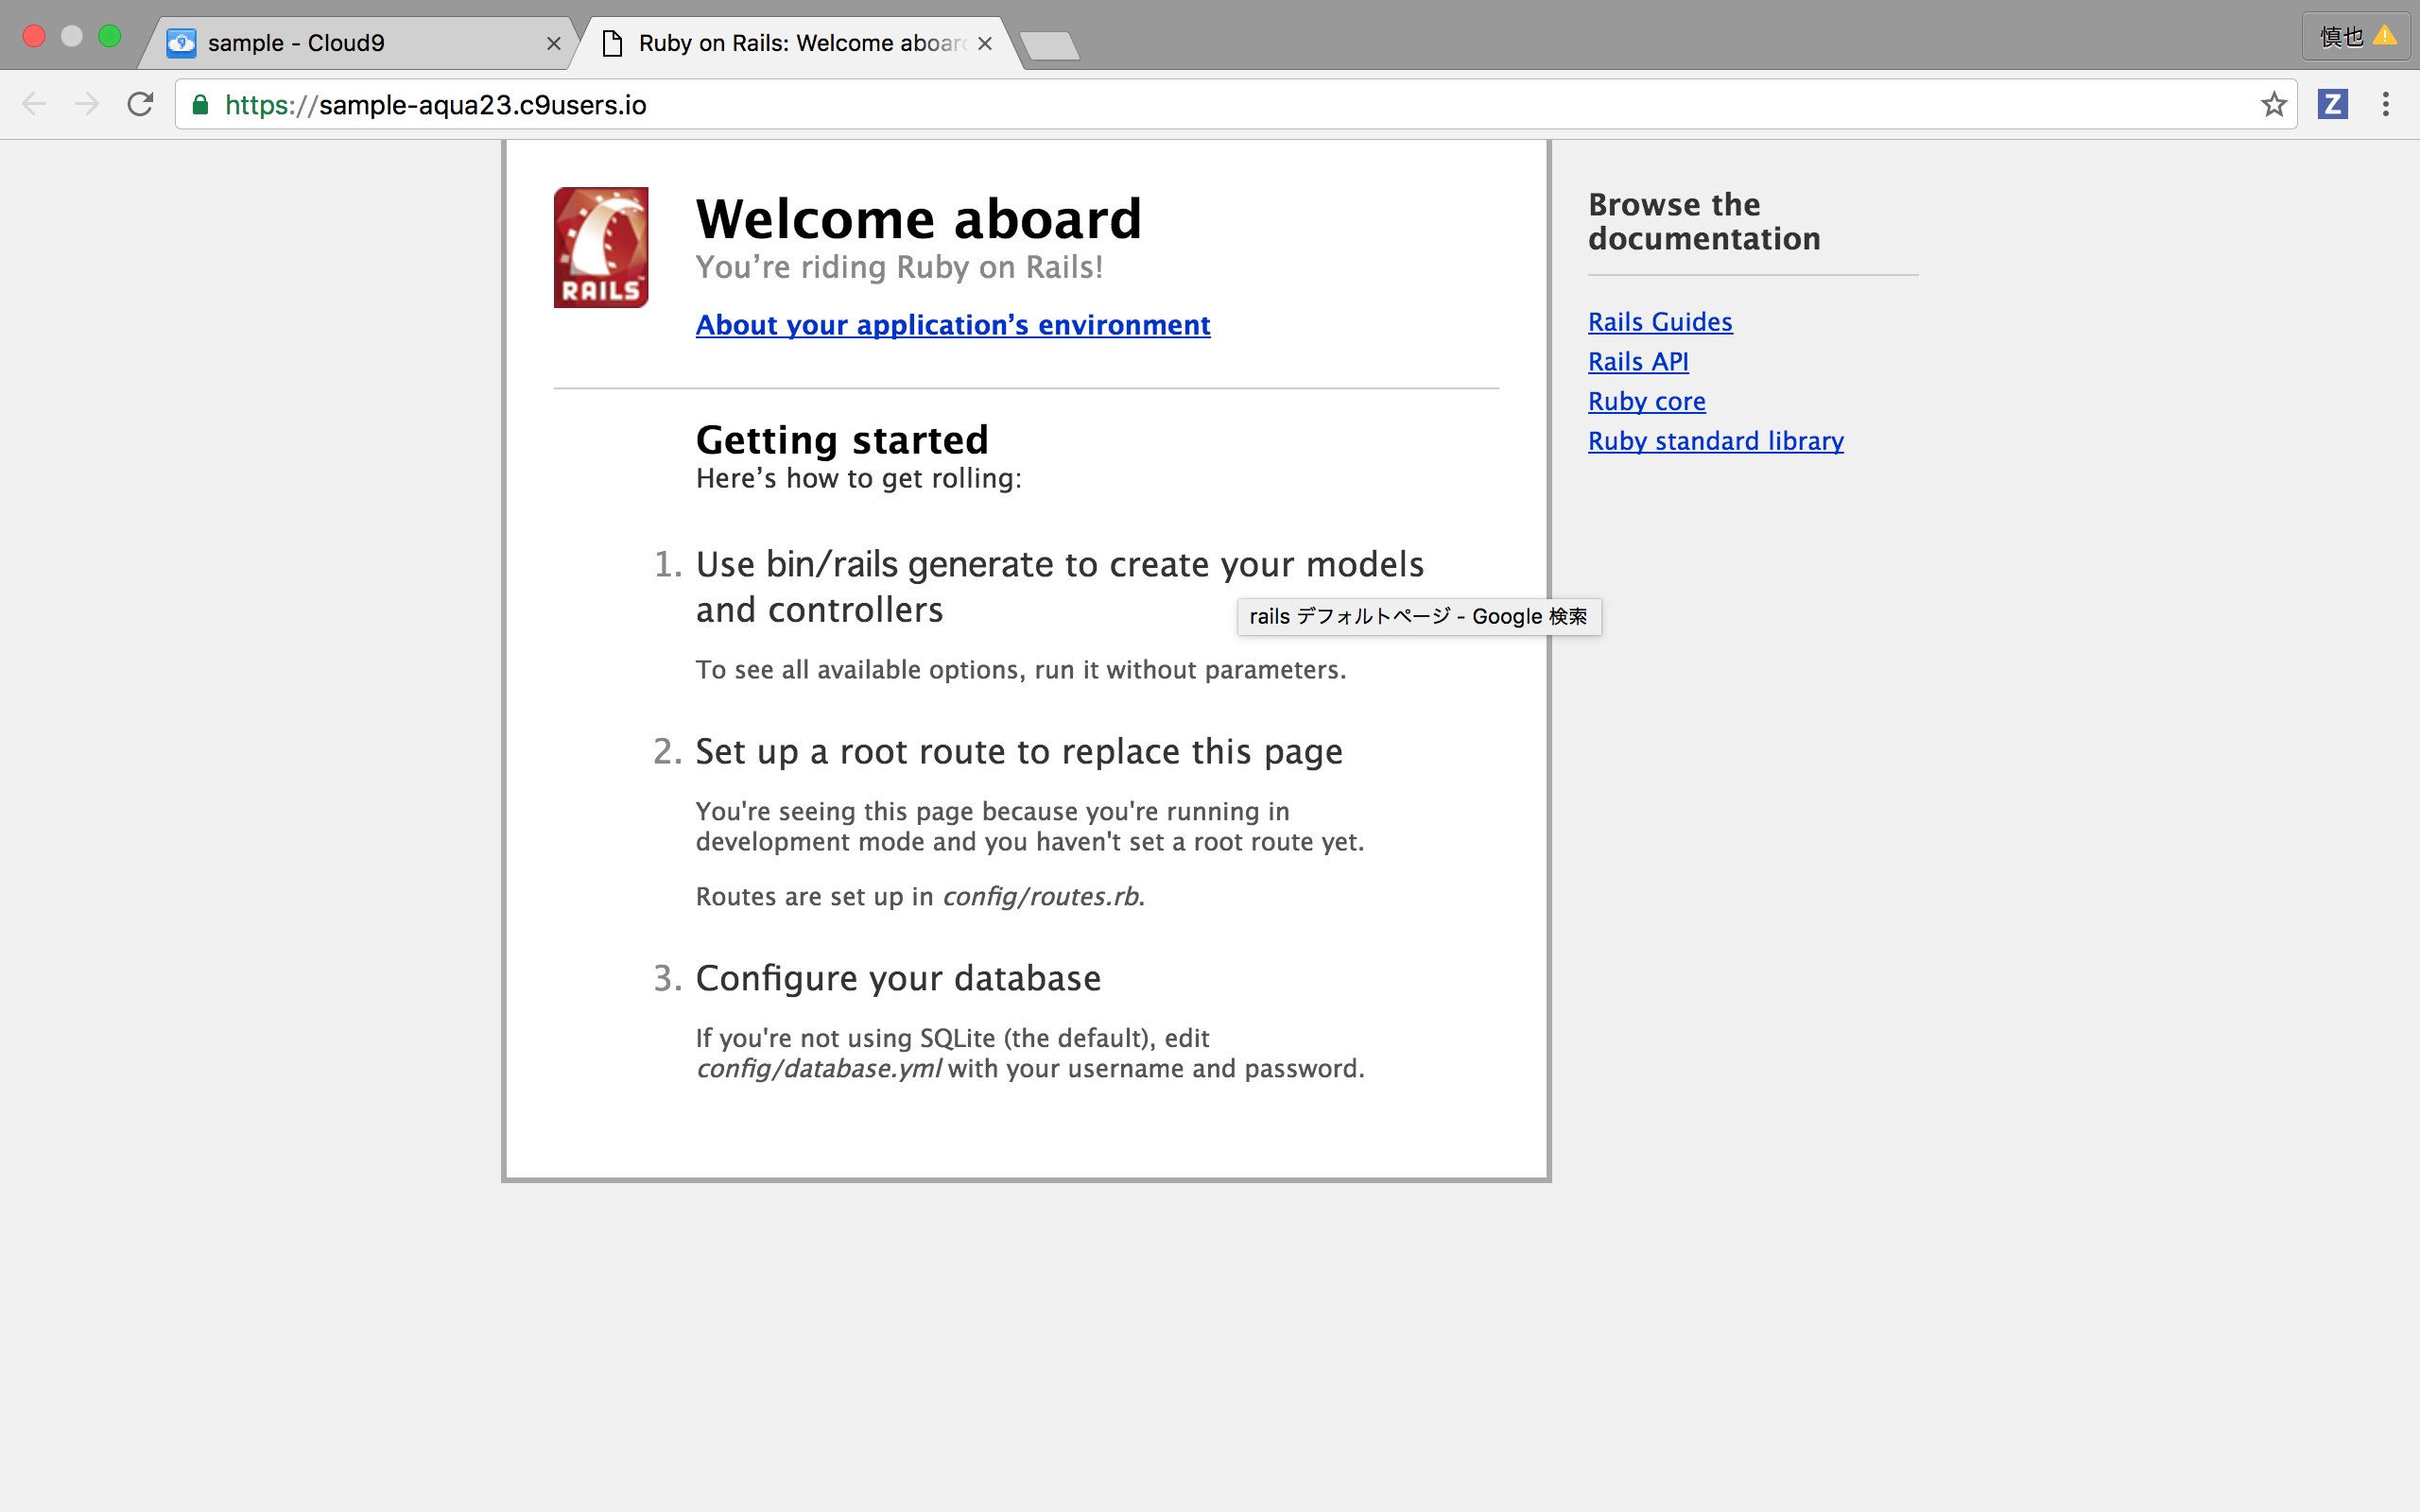 sample - Cloud9
Ruby on Rails: Welcome aboard
慎也
https://sample-aqua23.c9users.io
Z
RAILS
Welcome aboard
You’re riding Ruby on Rails!
About your application’s environment
Getting started
Here’s how to get rolling:
1. Use bin/rails generate to create your models
and controllers
rails デフォルトページ - Google 検索
To see all available options, run it without parameters.
2. Set up a root route to replace this page
You're seeing this page because you're running in
development mode and you haven't set a root route yet.
Routes are set up in config/routes.rb.
3. Configure your database
If you're not using SQLite (the default), edit
config/database.yml with your username and password.
Browse the
documentation
Rails Guides
Rails API
Ruby core
Ruby standard library